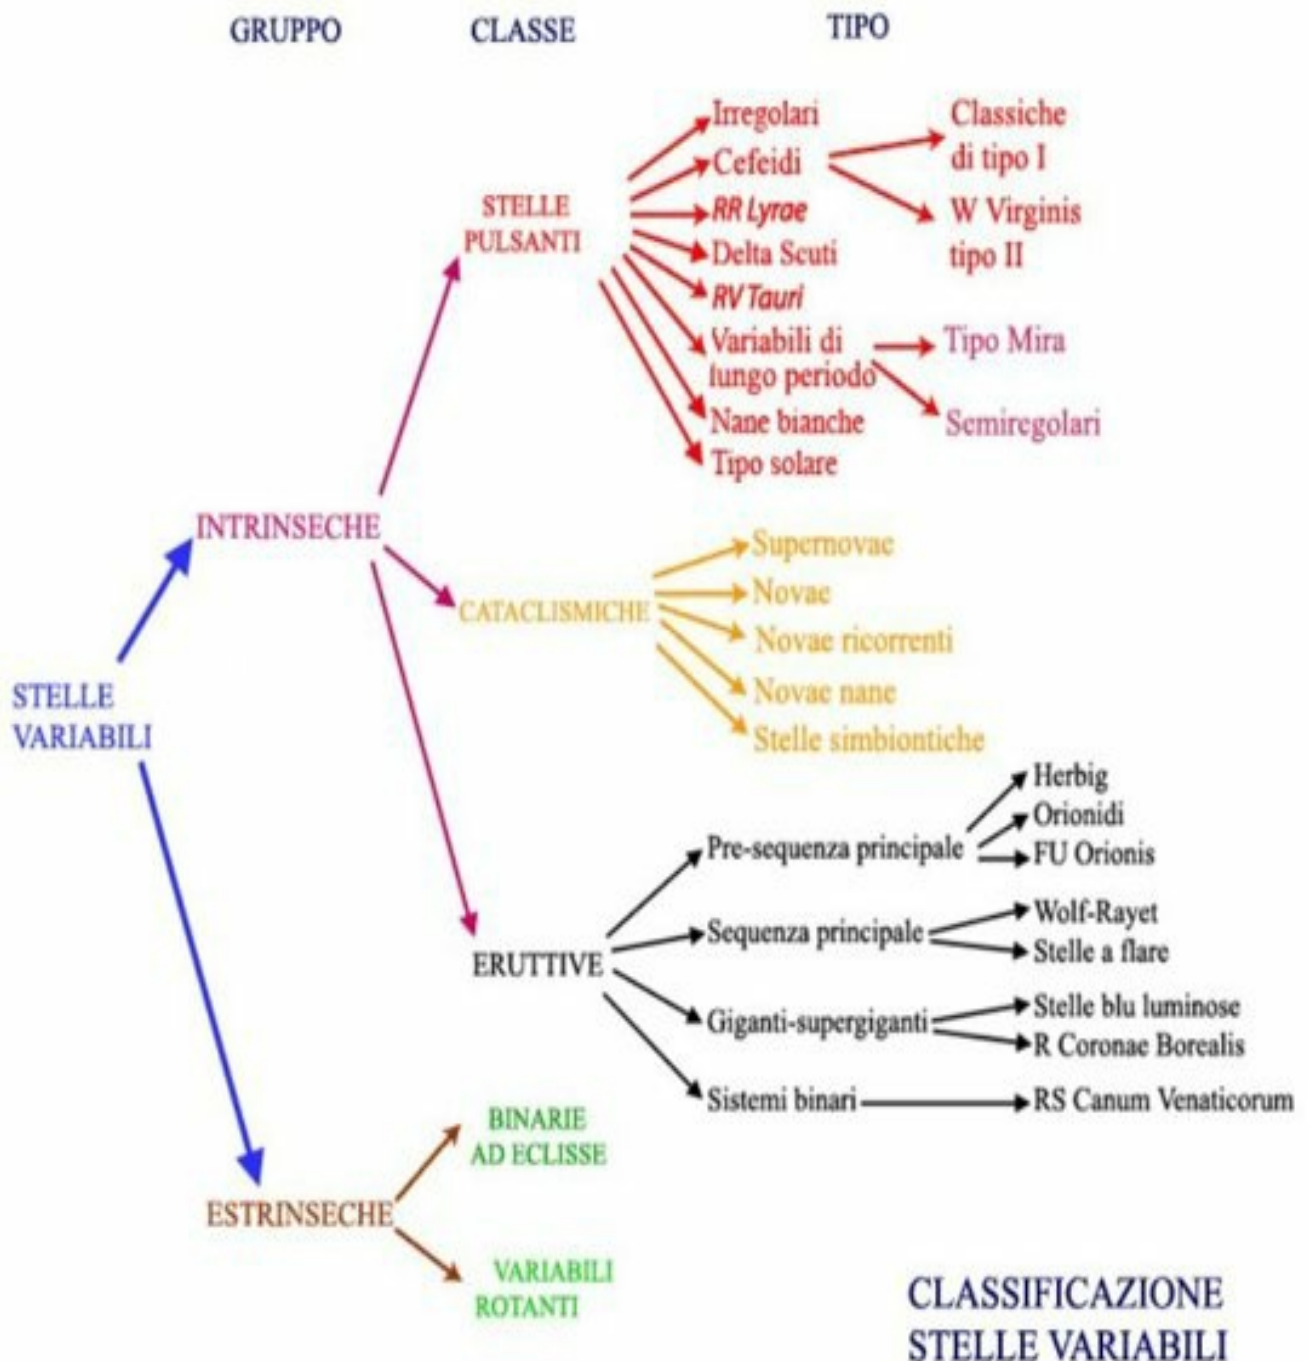 GRUPPO CLASSE TIPO
STELLE
VARIABILI
INTRINSECHE
STELLE
PULSANTI
Irregolari
Cefeidi
Classiche
di tipo I
W Virginis
tipo II
RR Lyrae
Delta Scuti
RV Tauri
Variabili di
lungo periodo
Tipo Mira
Semiregolari
Nane bianche
Tipo solare
CATACLISMICHE
Supernovae
Novae
Novae ricorrenti
Novae nane
Stelle simbiontiche
ERUTTIVE
Pre-sequenza principale
Herbig
Orionidi
FU Orionis
Sequenza principale
Wolf-Rayet
Stelle a flare
Giganti-supergiganti
Stelle blu luminose
R Coronae Borealis
Sistemi binari
RS Canum Venaticorum
ESTRINSECHE
BINARIE
AD ECLISSE
VARIABILI
ROTANTI
CLASSIFICAZIONE
STELLE VARIABILI